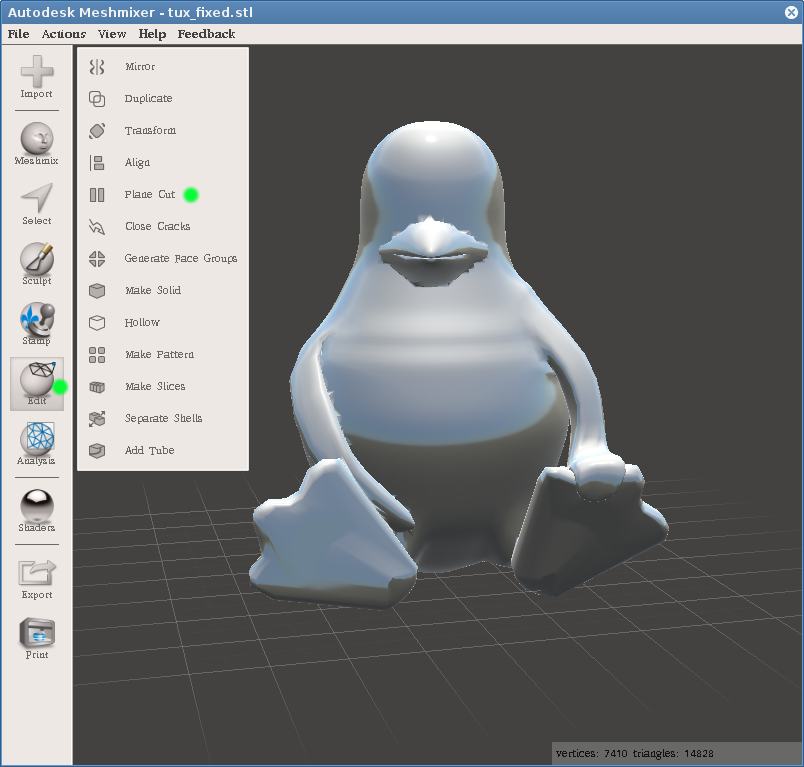 Autodesk Meshmixer - tux_fixed.stl
File Actions View Help Feedback
Import
Meshmix
Select
Sculpt
Stamp
Edit
Analysis
Shaders
Export
Print
Mirror
Duplicate
Transform
Align
Plane Cut
Close Cracks
Generate Face Groups
Make Solid
Hollow
Make Pattern
Make Slices
Separate Shells
Add Tube
vertices: 7410 triangles: 14828